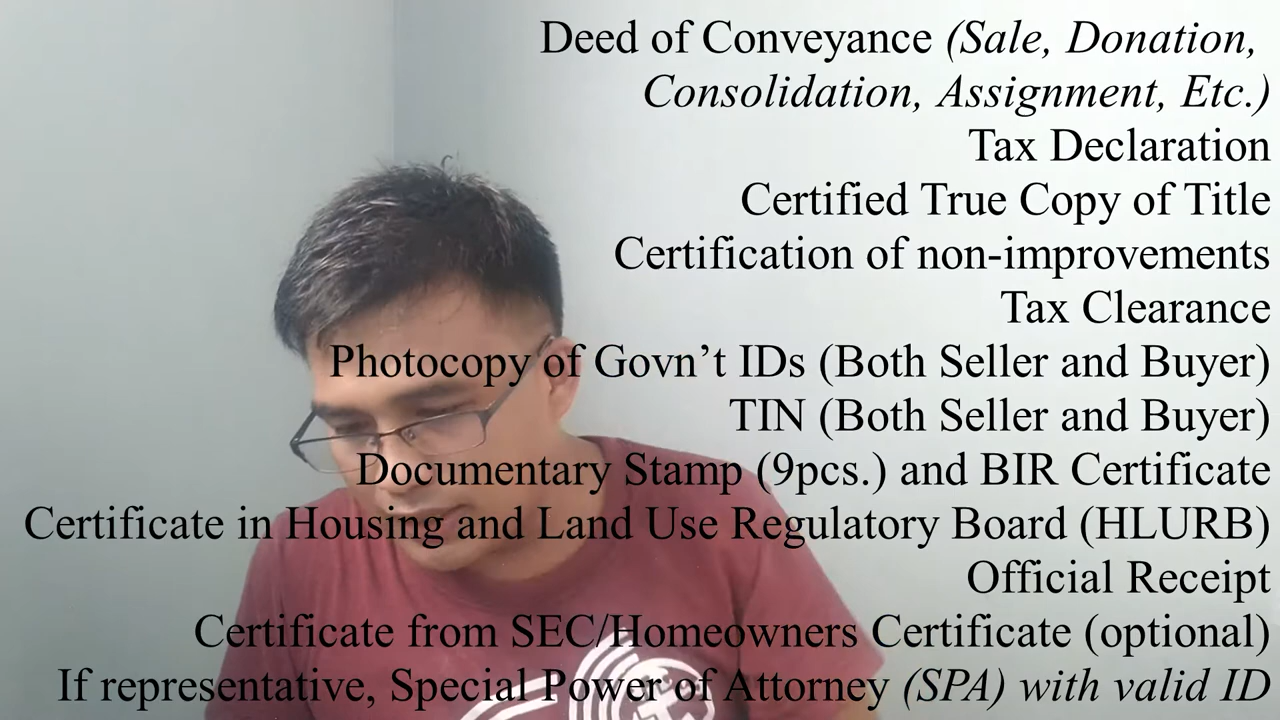 Deed of Conveyance (Sale, Donation,
Consolidation, Assignment, Etc.)
Tax Declaration
Certified True Copy of Title
Certification of non-improvements
Tax Clearance
Photocopy of Govn’t IDs (Both Seller and Buyer)
TIN (Both Seller and Buyer)
Documentary Stamp (9pcs.) and BIR Certificate
Certificate in Housing and Land Use Regulatory Board (HLURB)
Official Receipt
Certificate from SEC/Homeowners Certificate (optional)
If representative, Special Power of Attorney (SPA) with valid ID